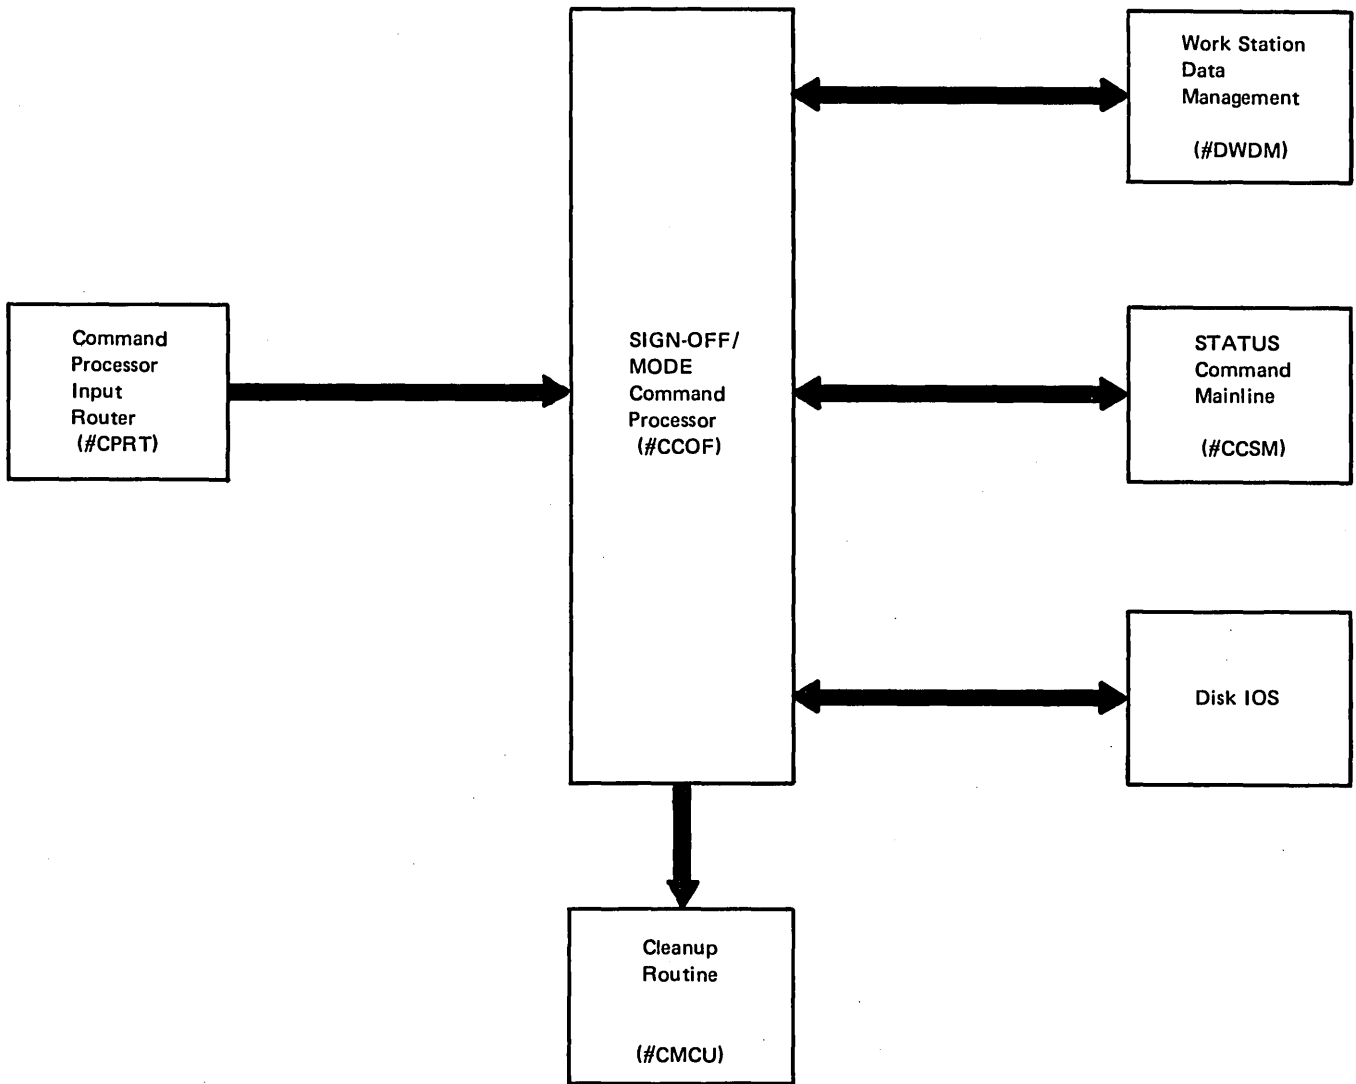 Work Station
Data
Management
(#DWDM)
Command
Processor
Input
Router
(#CPRT)
SIGN-OFF/
MODE
Command
Processor
(#CCOF)
STATUS
Command
Mainline
(#CCSM)
Disk IOS
Cleanup
Routine
(#CMCU)